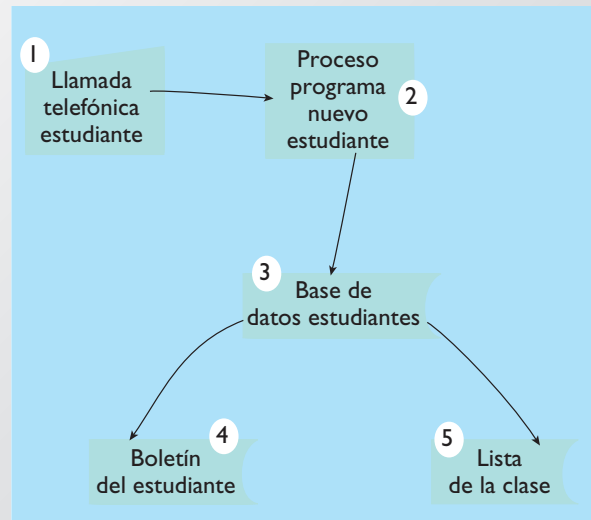 1
Llamada
telefónica
estudiante
Proceso
programa
nuevo
estudiante
2
3
Base de
datos estudiantes
4
Boletín
del estudiante
5
Lista
de la clase